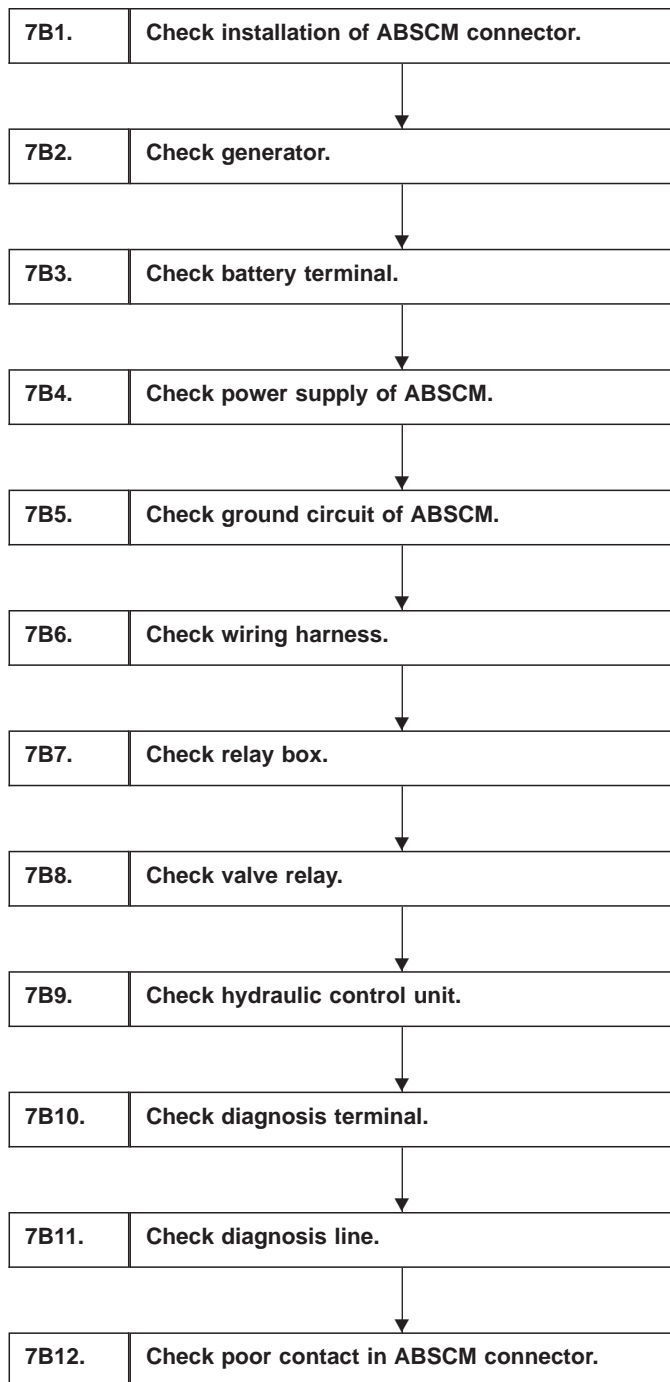 7B1. Check installation of ABSCM connector.
7B2. Check generator.
7B3. Check battery terminal.
7B4. Check power supply of ABSCM.
7B5. Check ground circuit of ABSCM.
7B6. Check wiring harness.
7B7. Check relay box.
7B8. Check valve relay.
7B9. Check hydraulic control unit.
7B10. Check diagnosis terminal.
7B11. Check diagnosis line.
7B12. Check poor contact in ABSCM connector.